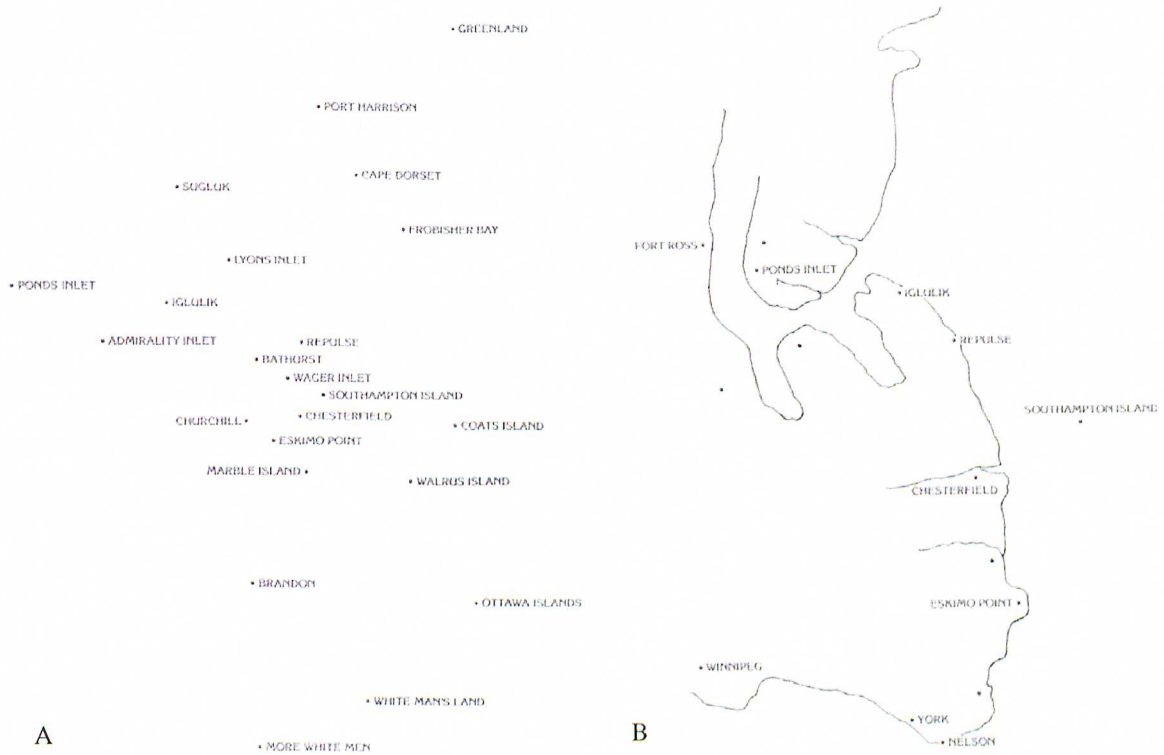 GREENLAND
PORT HARRISON
CAPE DORSET
SUGLUK
FROBISHER BAY
LYONS INLET
PONDS INLET
IGLULIK
ADMIRALITY INLET
REPULSE
BATHURST
WAGER INLET
SOUTHAMPTON ISLAND
CHESTERFIELD
CHURCHILL
COATS ISLAND
ESKIMO POINT
MARBLE ISLAND
WALRUS ISLAND
BRANDON
OTTAWA ISLANDS
WHITE MAN'S LAND
MORE WHITE MEN
A
FORT ROSS
PONDS INLET
IGLULIK
REPULSE
SOUTHAMPTON ISLAND
CHESTERFIELD
ESKIMO POINT
WINNIPEG
YORK
NELSON
B